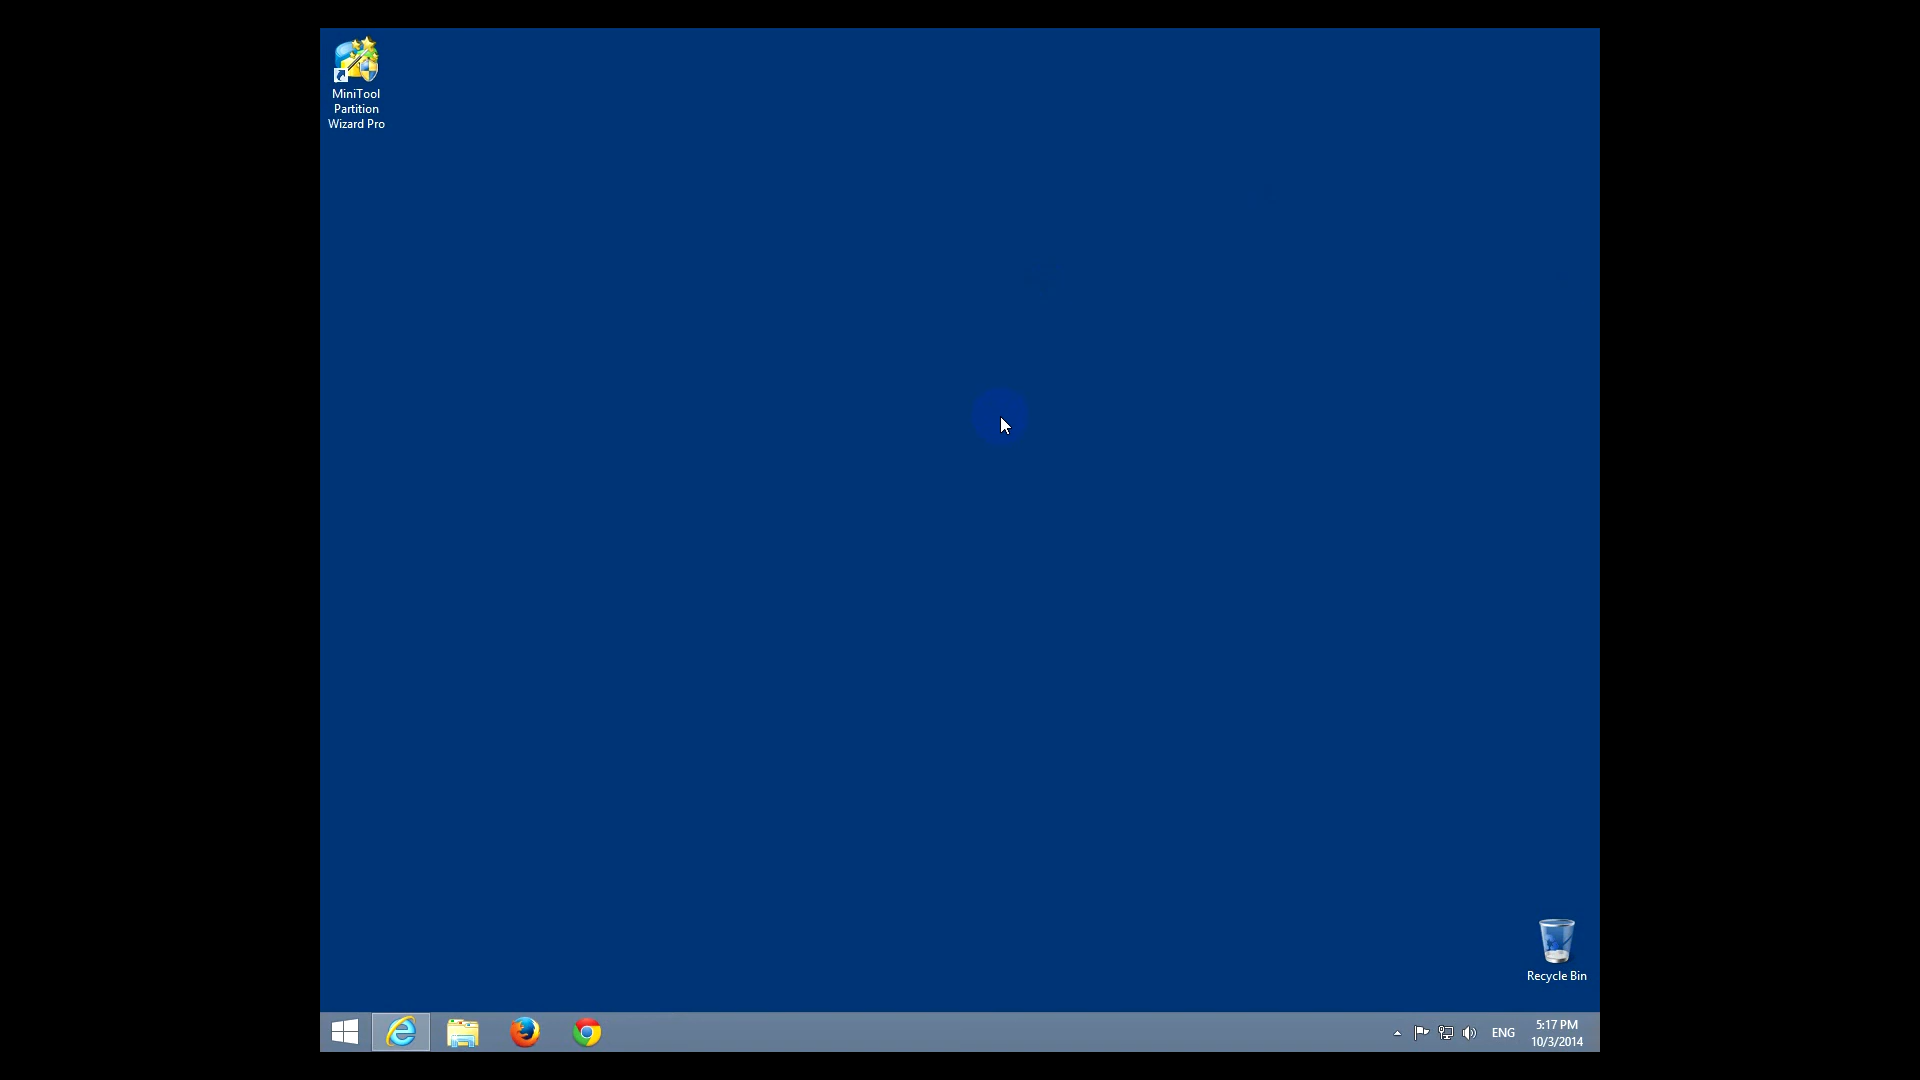 MiniTool
Partition
Wizard Pro
Recycle Bin
ENG
5:17 PM
10/3/2014